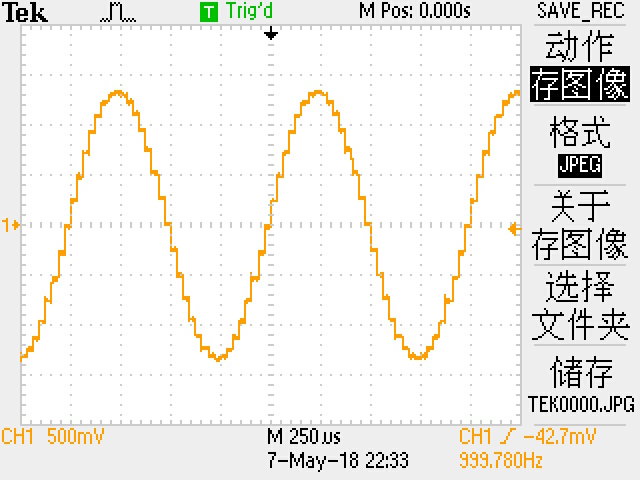 Tek T Trig'd M Pos: 0.000s SAVE_REC
动作
存图像
格式
JPEG
关于
存图像
选择
文件夹
储存
TEK0000.JPG
1
CH1 500mV M 250µs CH1 -42.7mV
7-May-18 22:33 999.780Hz